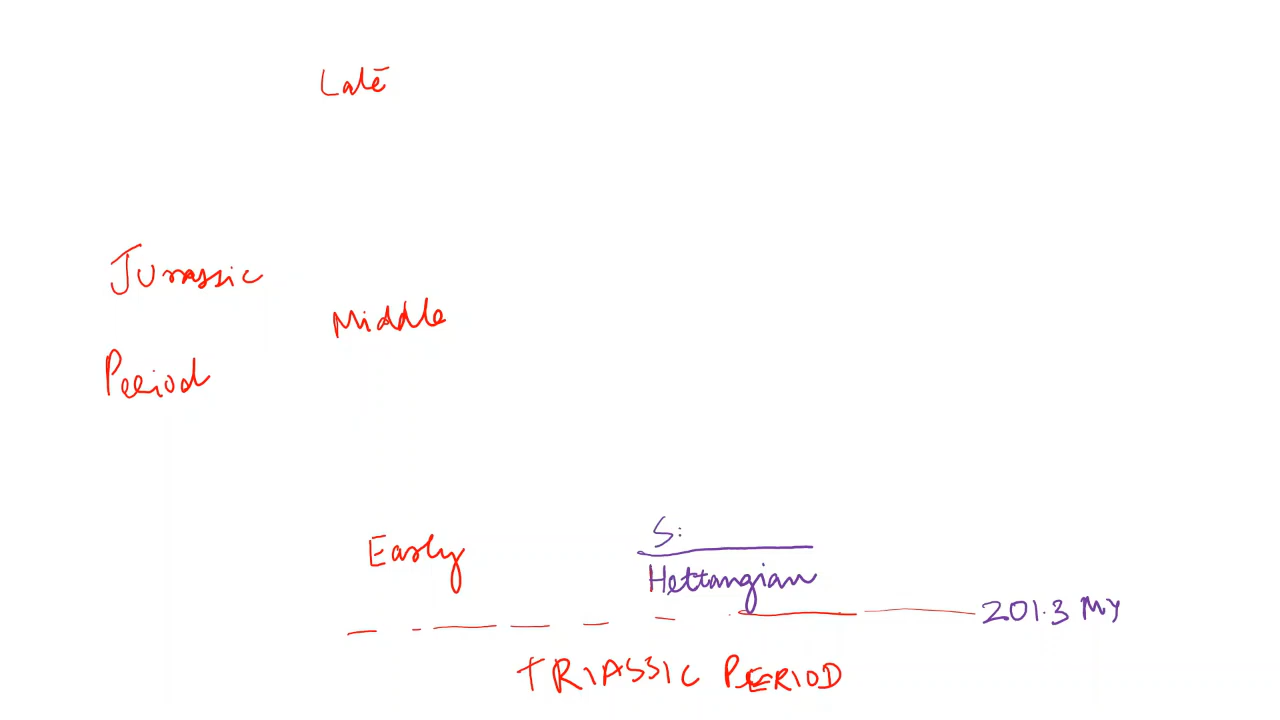 Late
Jurassic
Middle
Period
S:
Early
Hettangian
201.3 My
TRIASSIC PERIOD